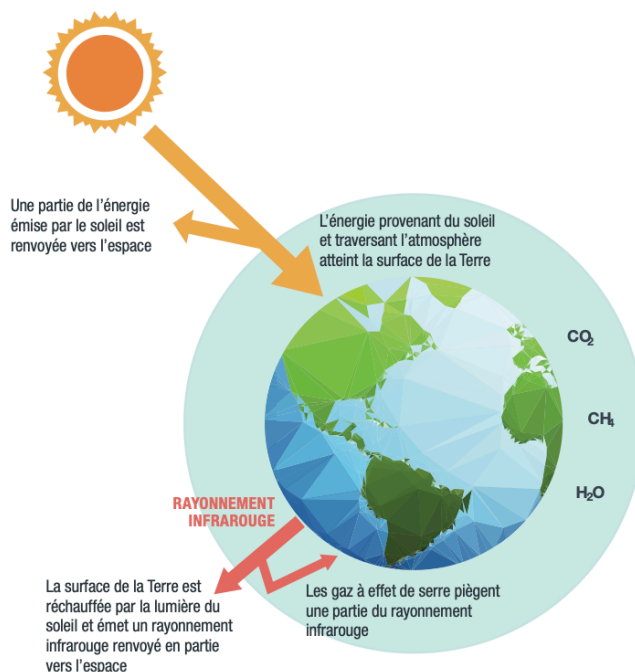 Une partie de l'énergie
émise par le soleil est
renvoyée vers l'espace
L'énergie provenant du soleil
et traversant l'atmosphère
atteint la surface de la Terre
CO₂
CH₄
H₂O
RAYONNEMENT
INFRAROUGE
La surface de la Terre est
réchauffée par la lumière du
soleil et émet un rayonnement
infrarouge renvoyé en partie
vers l'espace
Les gaz à effet de serre piègent
une partie du rayonnement
infrarouge